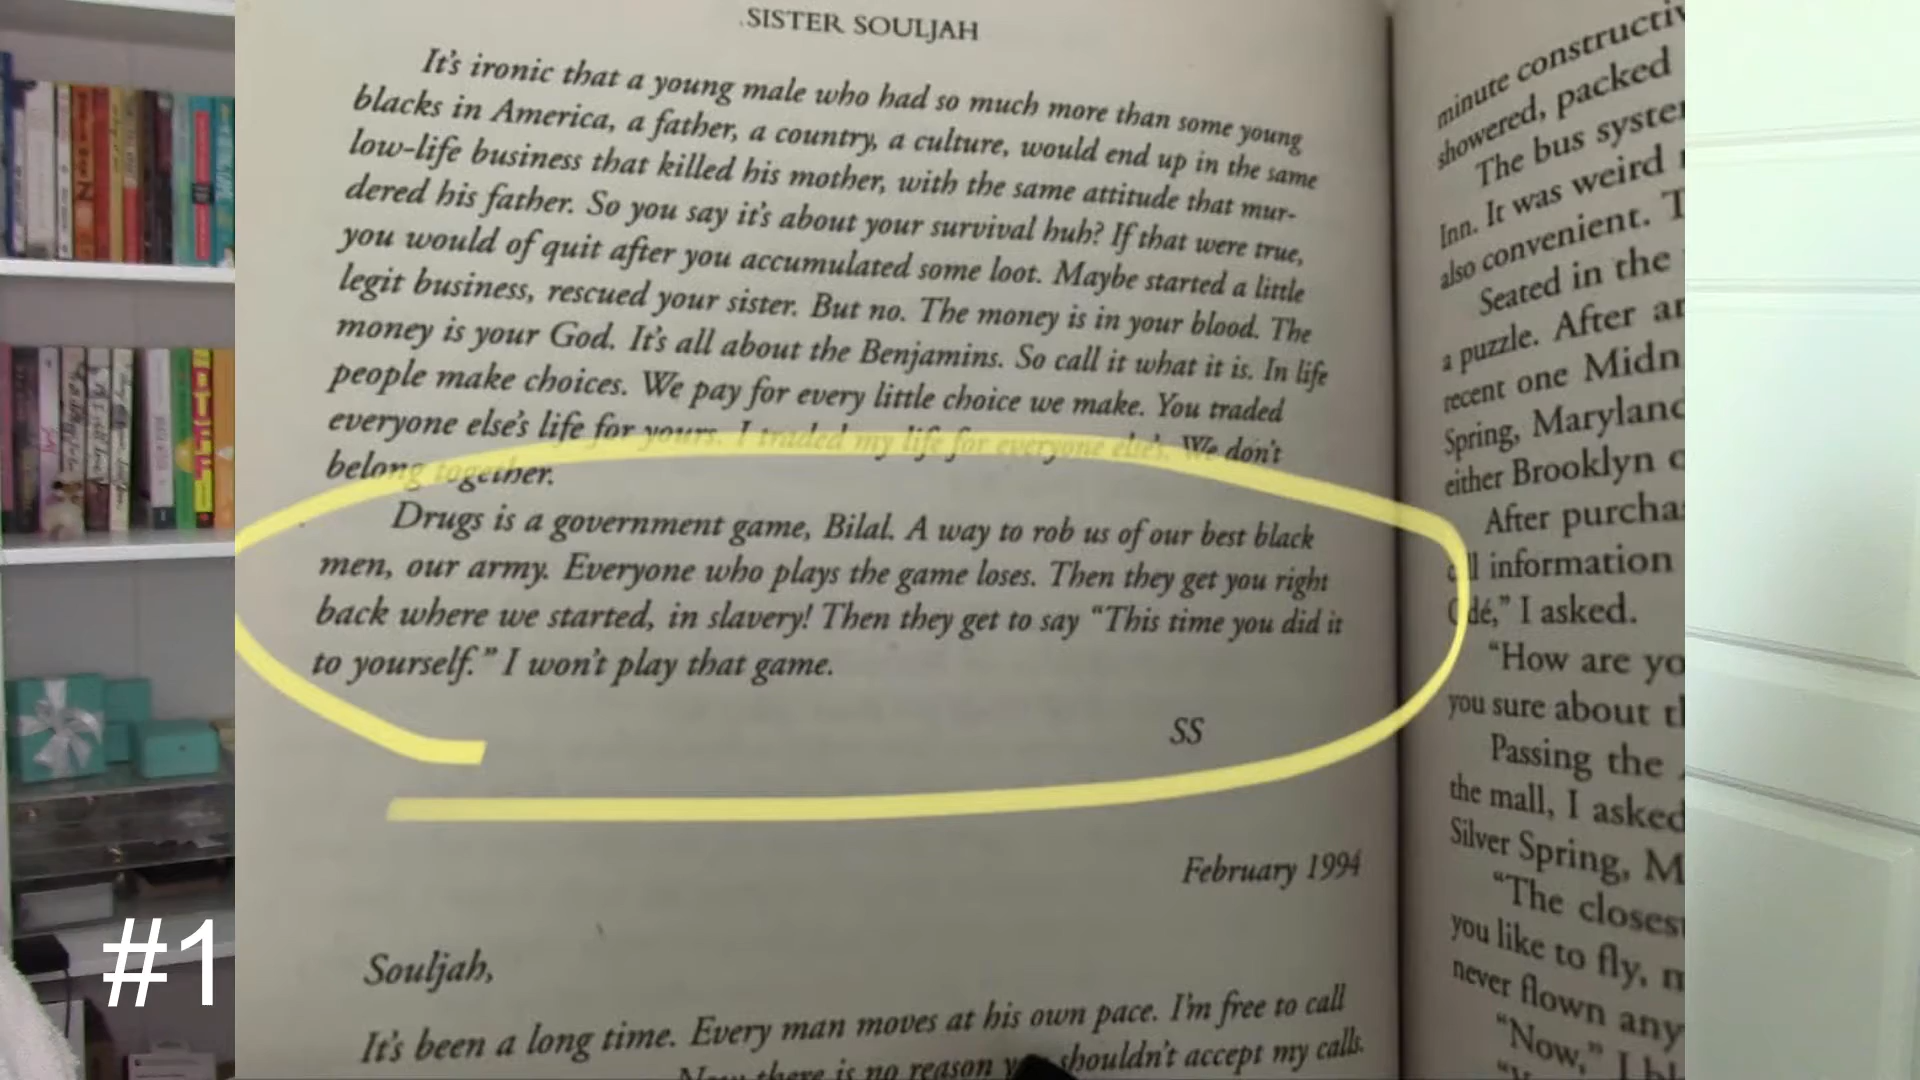 SISTER SOULJAH
It's ironic that a young male who had so much more than some young
blacks in America, a father, a country, a culture, would end up in the same
low-life business that killed his mother, with the same attitude that mur-
dered his father. So you say it's about your survival huh? If that were true,
you would of quit after you accumulated some loot. Maybe started a little
legit business, rescued your sister. But no. The money is in your blood. The
money is your God. It's all about the Benjamins. So call it what it is. In life
people make choices. We pay for every little choice we make. You traded
everyone else's life for yours. I traded my life for everyone else's. We don't
belong together.
Drugs is a government game, Bilal. A way to rob us of our best black
men, our army. Everyone who plays the game loses. Then they get you right
back where we started, in slavery! Then they get to say “This time you did it
to yourself.” I won't play that game.
SS
February 1994
Souljah,
It's been a long time. Every man moves at his own pace. I'm free to call
Now there is no reason shouldn't accept my calls.
minute
showered, packed
The bus
Inn. It was weird
also convenient.
Seated in the
a puzzle. After
recent one
Spring,
either Brooklyn
After
information
I asked.
“How are
you sure about
Passing the
the mall, I asked
Silver Spring,
“The
you like to fly,
never flown any
“Now,” I
#1